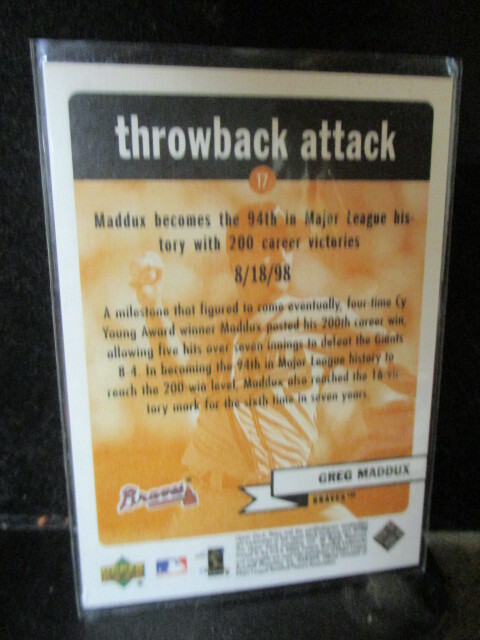 throwback attack
17
Maddux becomes the 94th in Major League his-
tory with 200 career victories
8/18/98
A milestone that figured to come eventually, four-time Cy
Young Award winner Maddux posted his 200th career win,
allowing five hits over seven innings to defeat the Giants
8-4. In becoming the 94th in Major League history to
reach the 200-win level, Maddux also reached the 16-vic-
tory mark for the sixth time in seven years.
GREG MADDUX
BRAVES™
Braves